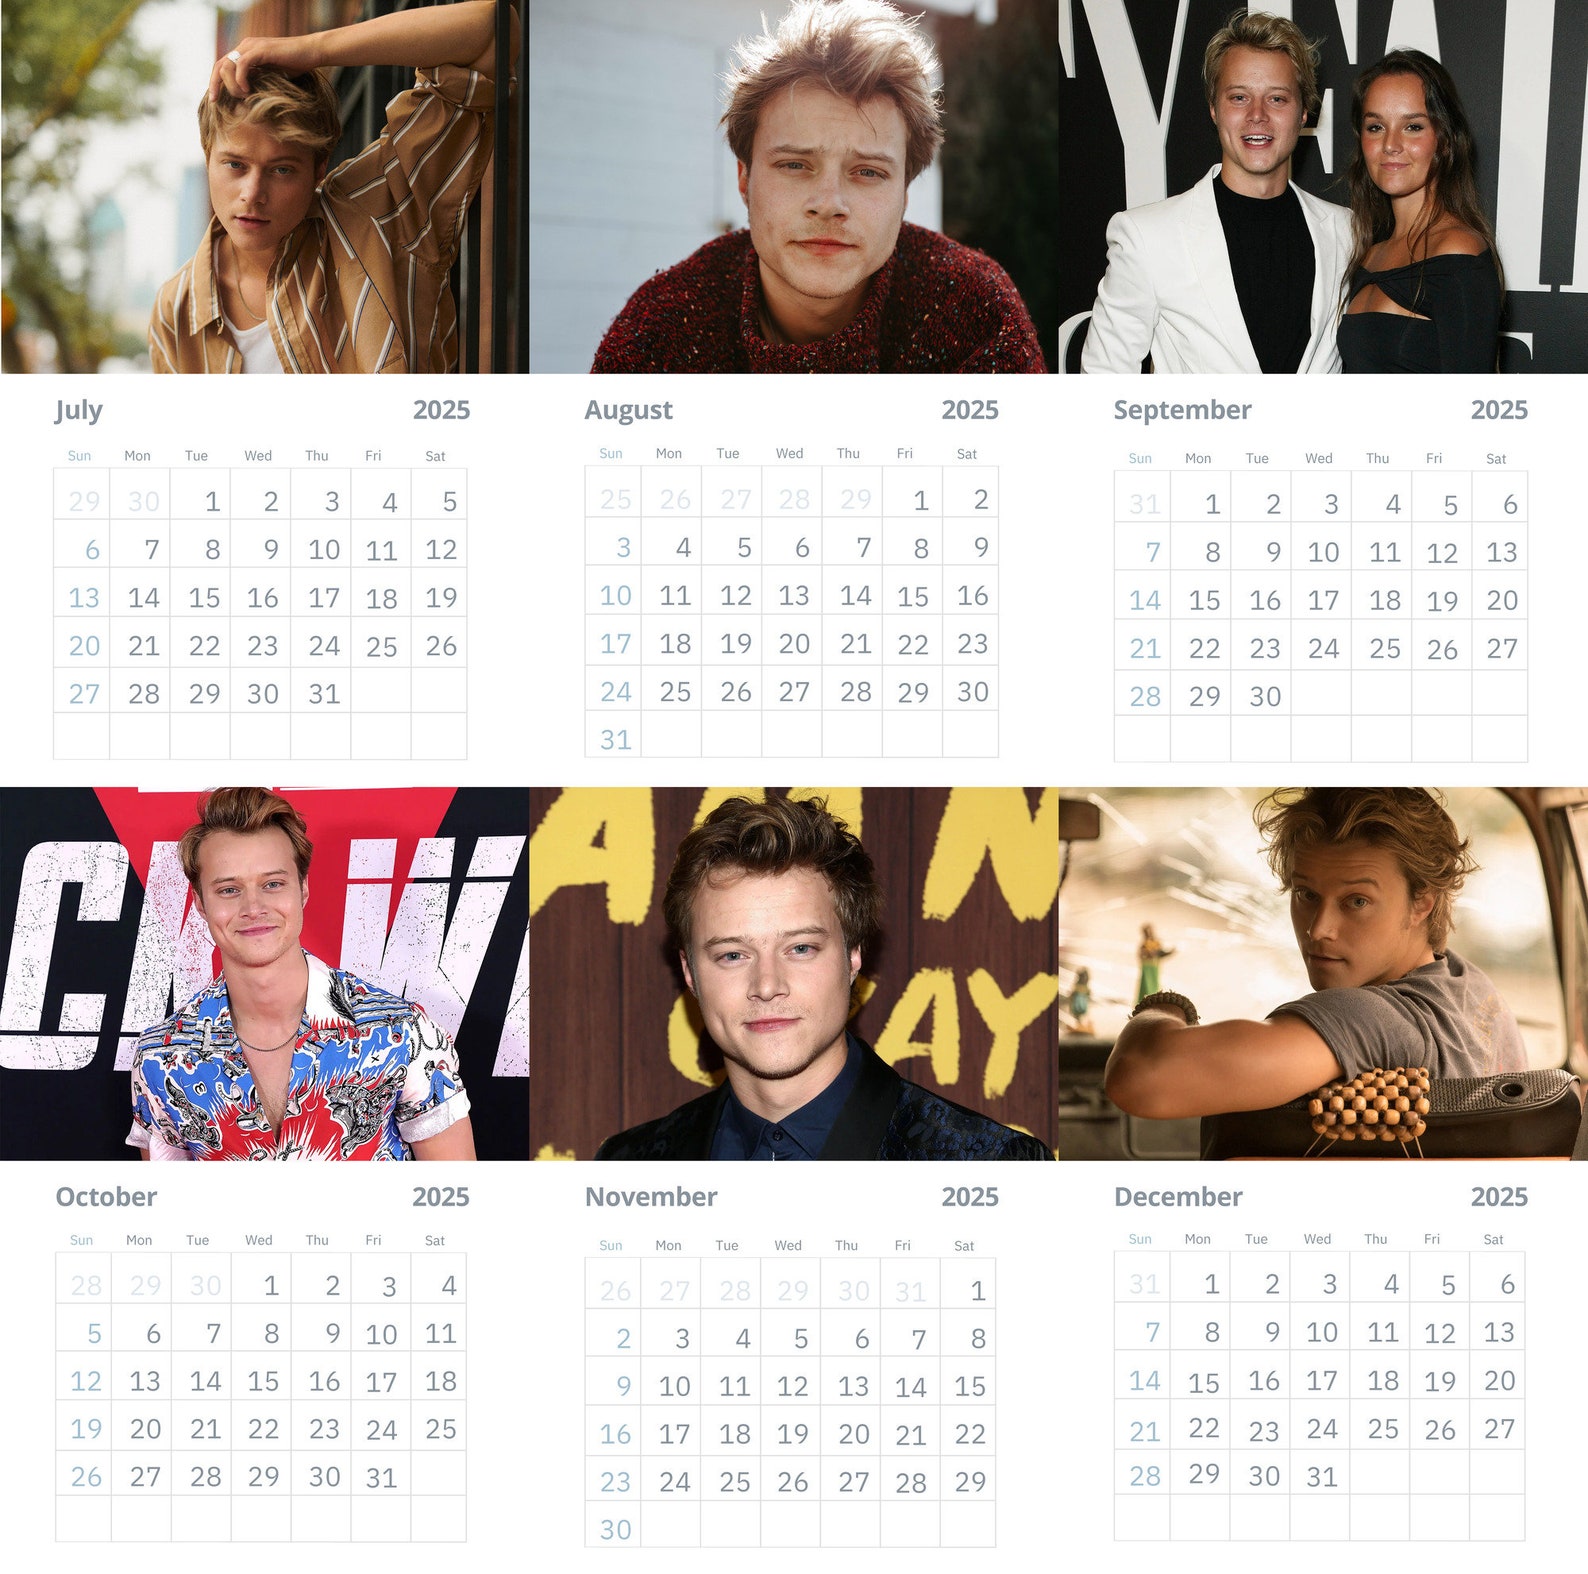 YEAR
July 2025
Sun Mon Tue Wed Thu Fri Sat
29 30 1 2 3 4 5
6 7 8 9 10 11 12
13 14 15 16 17 18 19
20 21 22 23 24 25 26
27 28 29 30 31
August 2025
Sun Mon Tue Wed Thu Fri Sat
25 26 27 28 29 1 2
3 4 5 6 7 8 9
10 11 12 13 14 15 16
17 18 19 20 21 22 23
24 25 26 27 28 29 30
31
September 2025
Sun Mon Tue Wed Thu Fri Sat
31 1 2 3 4 5 6
7 8 9 10 11 12 13
14 15 16 17 18 19 20
21 22 23 24 25 26 27
28 29 30
October 2025
Sun Mon Tue Wed Thu Fri Sat
28 29 30 1 2 3 4
5 6 7 8 9 10 11
12 13 14 15 16 17 18
19 20 21 22 23 24 25
26 27 28 29 30 31
November 2025
Sun Mon Tue Wed Thu Fri Sat
26 27 28 29 30 31 1
2 3 4 5 6 7 8
9 10 11 12 13 14 15
16 17 18 19 20 21 22
23 24 25 26 27 28 29
30
December 2025
Sun Mon Tue Wed Thu Fri Sat
31 1 2 3 4 5 6
7 8 9 10 11 12 13
14 15 16 17 18 19 20
21 22 23 24 25 26 27
28 29 30 31